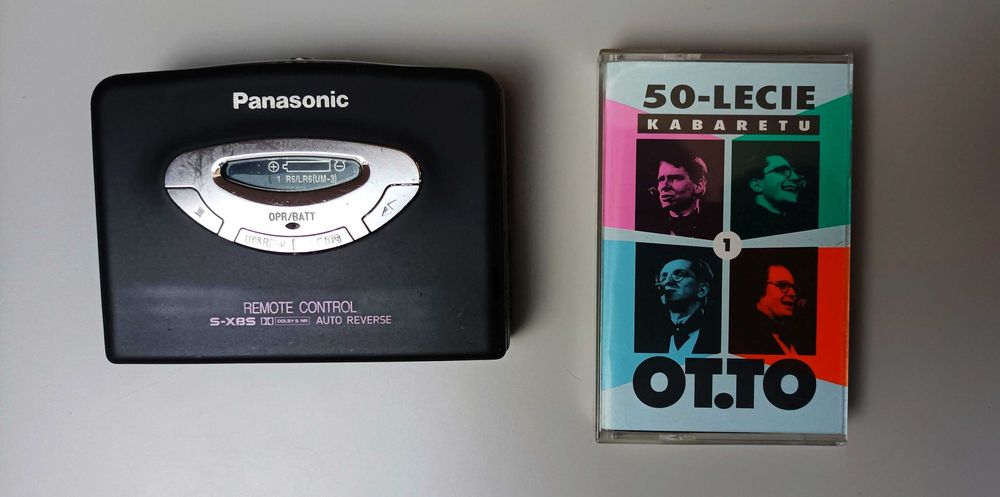 Panasonic
1 R6/LR6(UM-3)
OPR/BATT
REMOTE CONTROL
S-XBS DOLBY B NR AUTO REVERSE
50-LECIE
KABARETU
1
OT.TO